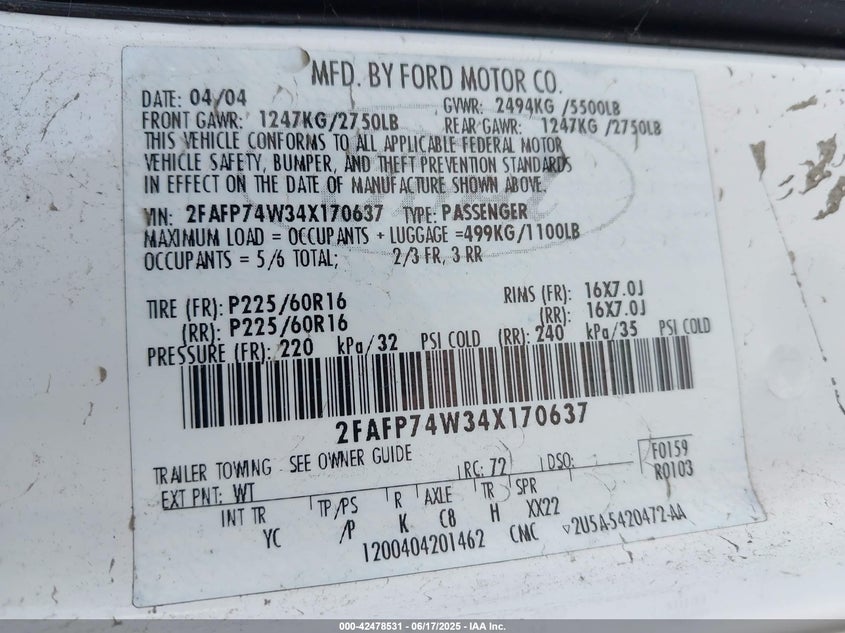 MFD. BY FORD MOTOR CO.
DATE: 04/04 GVWR: 2494KG /5500LB
FRONT GAWR: 1247KG/2750LB REAR GAWR: 1247KG /2750LB
THIS VEHICLE CONFORMS TO ALL APPLICABLE FEDERAL MOTOR
VEHICLE SAFETY, BUMPER, AND THEFT PREVENTION STANDARDS
IN EFFECT ON THE DATE OF MANUFACTURE SHOWN ABOVE.
VIN: 2FAFP74W34X170637 TYPE: PASSENGER
MAXIMUM LOAD = OCCUPANTS + LUGGAGE =499KG/1100LB
OCCUPANTS = 5/6 TOTAL; 2/3 FR, 3 RR
TIRE (FR): P225/60R16 RIMS (FR): 16X7.0J
(RR): P225/60R16 (RR): 16X7.0J
PRESSURE (FR): 220 kPa/32 PSI COLD (RR): 240 kPa/35 PSI COLD
2FAFP74W34X170637
TRAILER TOWING - SEE OWNER GUIDE
EXT PNT: WT RC: 72 DSO: F0159
R0103
INT TR TP/PS R AXLE TR SPR
YC /P K C8 H XX22
1200404201462 CMC ▽2U5A-5420472-AA
000-42478531 - 06/17/2025 - IAA Inc.